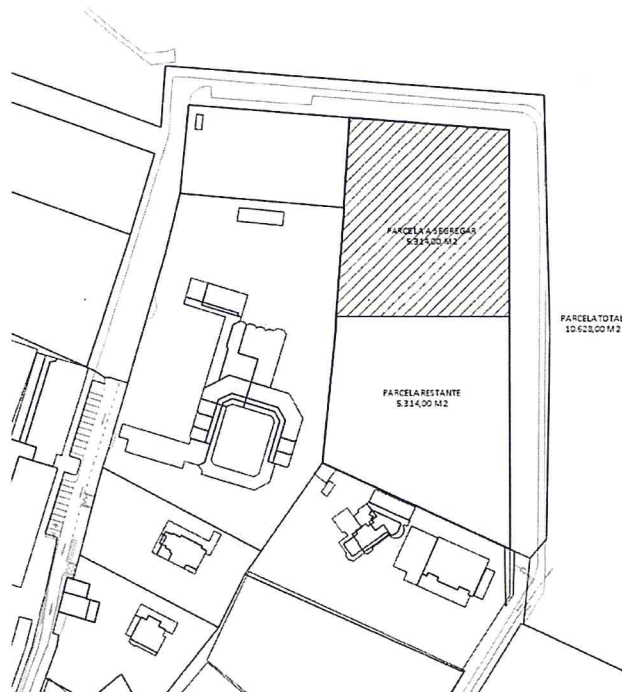 PARCELA A SEGREGAR
5.314,00 M2
PARCELA TOTAL
10.628,00 M2
PARCELA RESTANTE
5.314,00 M2